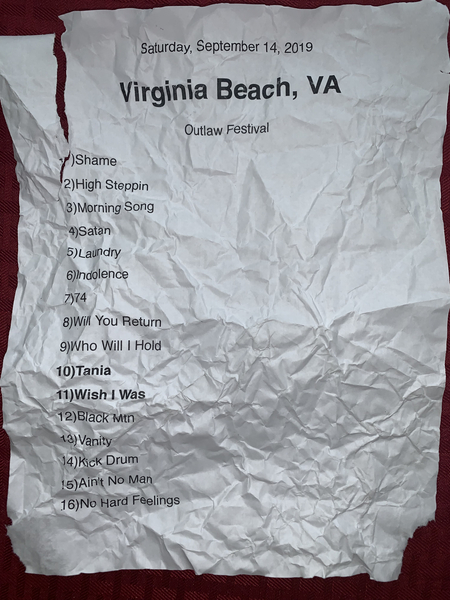 Saturday, September 14, 2019
Virginia Beach, VA
Outlaw Festival
1)Shame
2)High Steppin
3)Morning Song
4)Satan
5)Laundry
6)Indolence
7)74
8)Will You Return
9)Who Will I Hold
10)Tania
11)Wish I Was
12)Black Mtn
13)Vanity
14)Kick Drum
15)Ain't No Man
16)No Hard Feelings